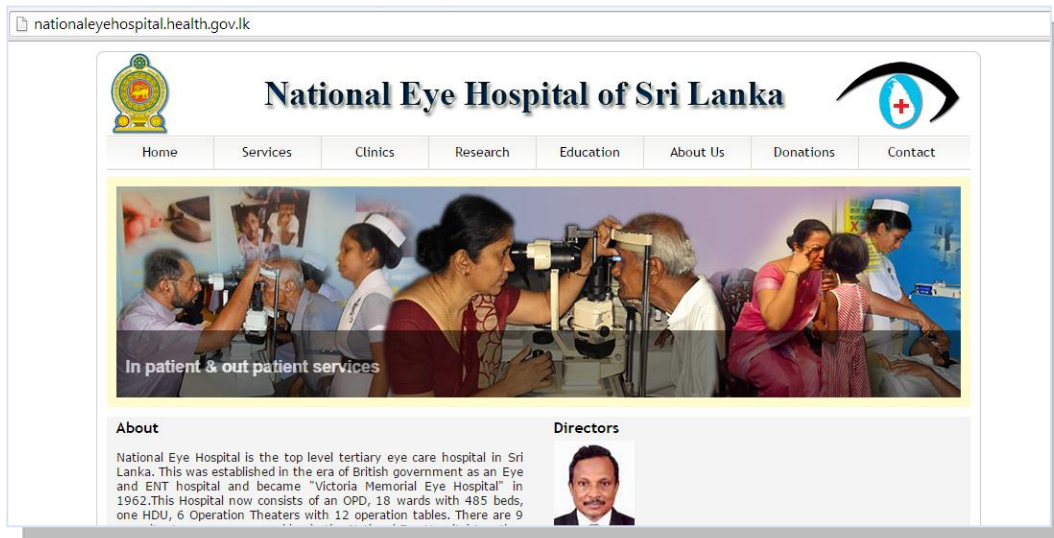 nationaleyehospital.health.gov.lk
National Eye Hospital of Sri Lanka
Home Services Clinics Research Education About Us Donations Contact
In patient & out patient services
About
National Eye Hospital is the top level tertiary eye care hospital in Sri
Lanka. This was established in the era of British government as an Eye
and ENT hospital and became "Victoria Memorial Eye Hospital" in
1962.This Hospital now consists of an OPD, 18 wards with 485 beds,
one HDU, 6 Operation Theaters with 12 operation tables. There are 9
Directors